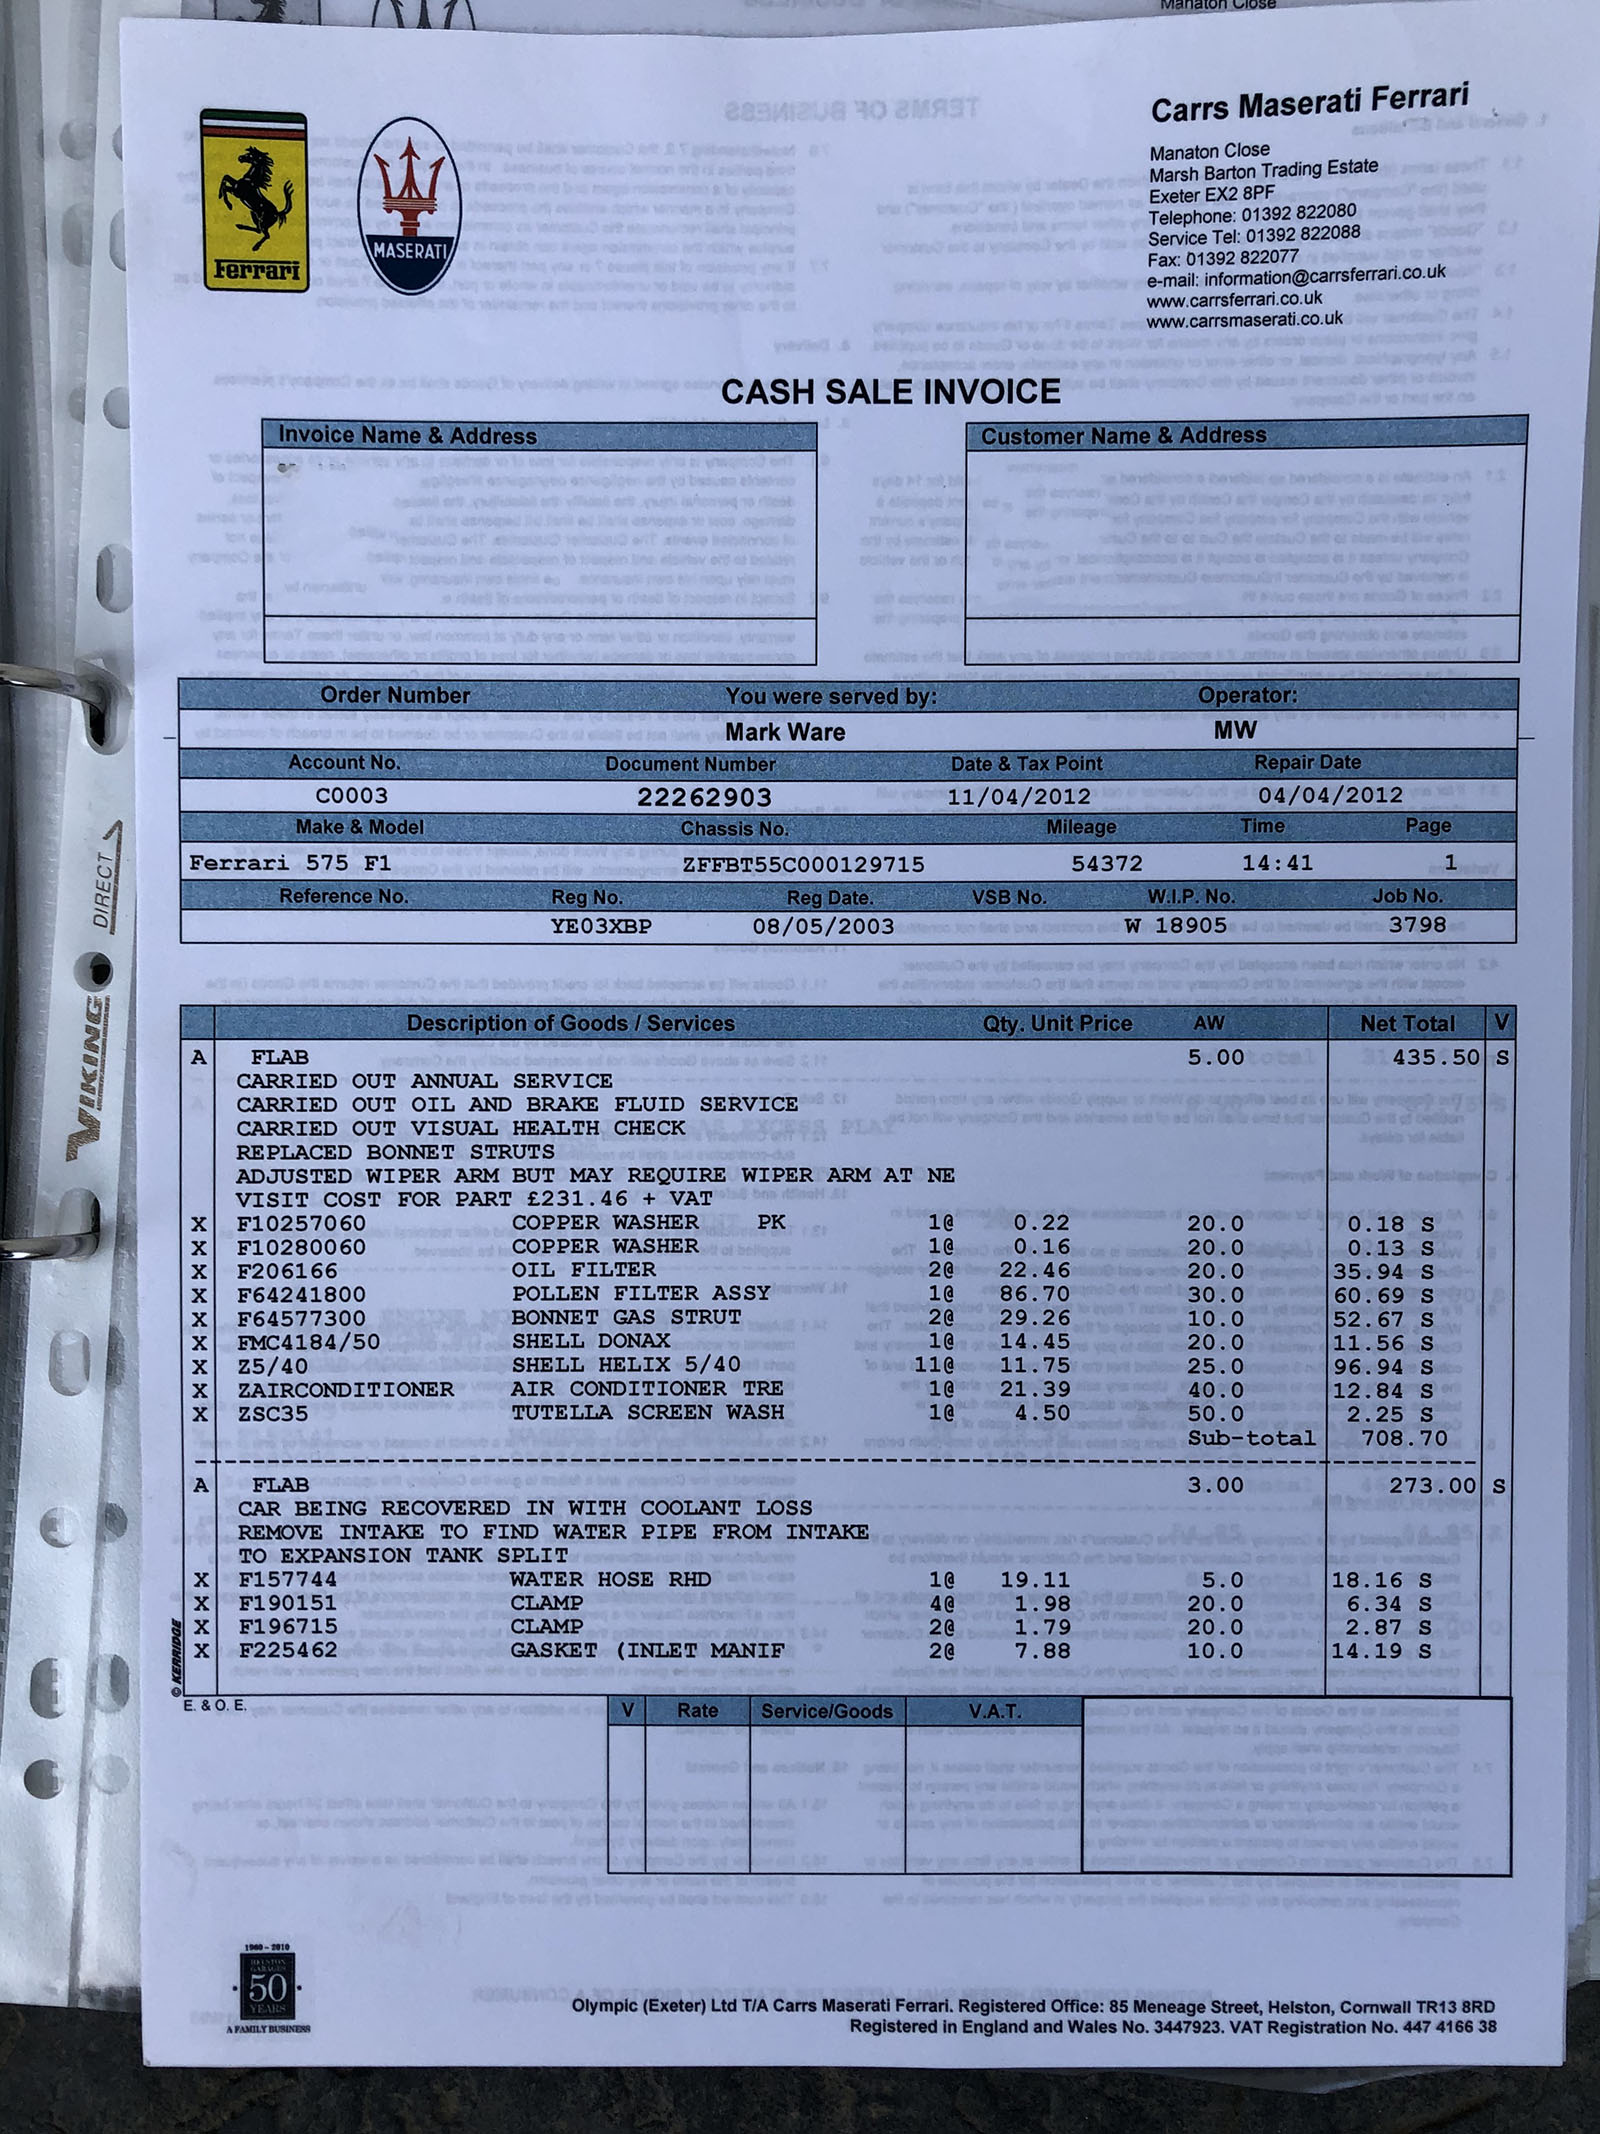 Manaton Close
Ferrari
MASERATI
Carrs Maserati Ferrari
Manaton Close
Marsh Barton Trading Estate
Exeter EX2 8PF
Telephone: 01392 822080
Service Tel: 01392 822088
Fax: 01392 822077
e-mail: information@carrsferrari.co.uk
www.carrsferrari.co.uk
www.carrsmaserati.co.uk
TERMS OF BUSINESS
CASH SALE INVOICE
Invoice Name & Address Customer Name & Address
Order Number You were served by: Operator:
Mark Ware MW
Account No. Document Number Date & Tax Point Repair Date
C0003 22262903 11/04/2012 04/04/2012
Make & Model Chassis No. Mileage Time Page
Ferrari 575 F1 ZFFBT55C000129715 54372 14:41 1
Reference No. Reg No. Reg Date. VSB No. W.I.P. No. Job No.
YE03XBP 08/05/2003 W 18905 3798
Description of Goods / Services Qty. Unit Price AW Net Total V
A FLAB 5.00 435.50 S
CARRIED OUT ANNUAL SERVICE
CARRIED OUT OIL AND BRAKE FLUID SERVICE
CARRIED OUT VISUAL HEALTH CHECK
REPLACED BONNET STRUTS
ADJUSTED WIPER ARM BUT MAY REQUIRE WIPER ARM AT NE
VISIT COST FOR PART £231.46 + VAT
X F10257060 COPPER WASHER PK 1@ 0.22 20.0 0.18 S
X F10280060 COPPER WASHER 1@ 0.16 20.0 0.13 S
X F206166 OIL FILTER 2@ 22.46 20.0 35.94 S
X F64241800 POLLEN FILTER ASSY 1@ 86.70 30.0 60.69 S
X F64577300 BONNET GAS STRUT 2@ 29.26 10.0 52.67 S
X FMC4184/50 SHELL DONAX 1@ 14.45 20.0 11.56 S
X Z5/40 SHELL HELIX 5/40 11@ 11.75 25.0 96.94 S
X ZAIRCONDITIONER AIR CONDITIONER TRE 1@ 21.39 40.0 12.84 S
X ZSC35 TUTELLA SCREEN WASH 1@ 4.50 50.0 2.25 S
Sub-total 708.70
A FLAB 3.00 273.00 S
CAR BEING RECOVERED IN WITH COOLANT LOSS
REMOVE INTAKE TO FIND WATER PIPE FROM INTAKE
TO EXPANSION TANK SPLIT
X F157744 WATER HOSE RHD 1@ 19.11 5.0 18.16 S
X F190151 CLAMP 4@ 1.98 20.0 6.34 S
X F196715 CLAMP 2@ 1.79 20.0 2.87 S
X F225462 GASKET (INLET MANIF 2@ 7.88 10.0 14.19 S
© KERRIDGE
E. & O. E.
V Rate Service/Goods V.A.T.
1960 - 2010
HELSTON
GARAGES
50
YEARS
A FAMILY BUSINESS
Olympic (Exeter) Ltd T/A Carrs Maserati Ferrari. Registered Office: 85 Meneage Street, Helston, Cornwall TR13 8RD
Registered in England and Wales No. 3447923. VAT Registration No. 447 4166 38
VIKING DIRECT